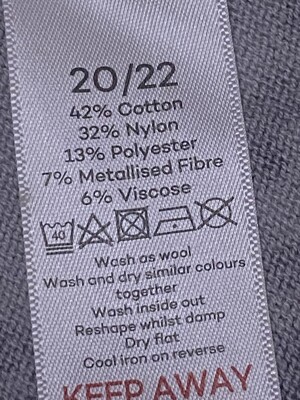 20/22
42% Cotton
32% Nylon
13% Polyester
7% Metallised Fibre
6% Viscose
40
Wash as wool
Wash and dry similar colours
together
Wash inside out
Reshape whilst damp
Dry flat
Cool iron on reverse
KEEP AWAY